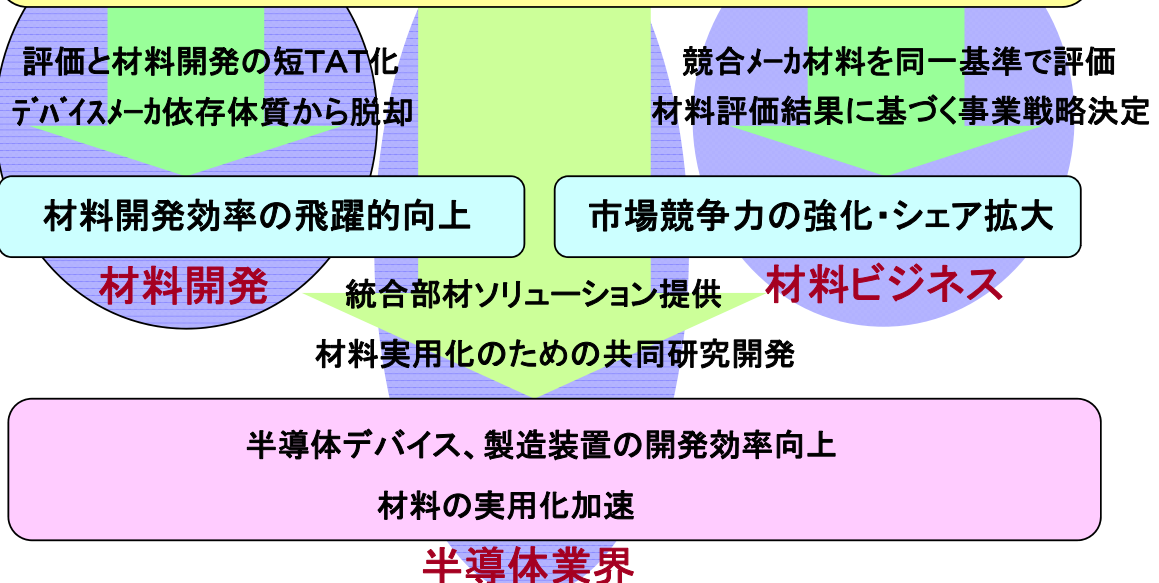 評価と材料開発の短TAT化
ﾃﾞﾊﾞｲｽﾒｰｶ依存体質から脱却
競合ﾒｰｶ材料を同一基準で評価
材料評価結果に基づく事業戦略決定
材料開発効率の飛躍的向上
市場競争力の強化・シェア拡大
材料開発
材料ビジネス
統合部材ソリューション提供
材料実用化のための共同研究開発
半導体デバイス、製造装置の開発効率向上
材料の実用化加速
半導体業界